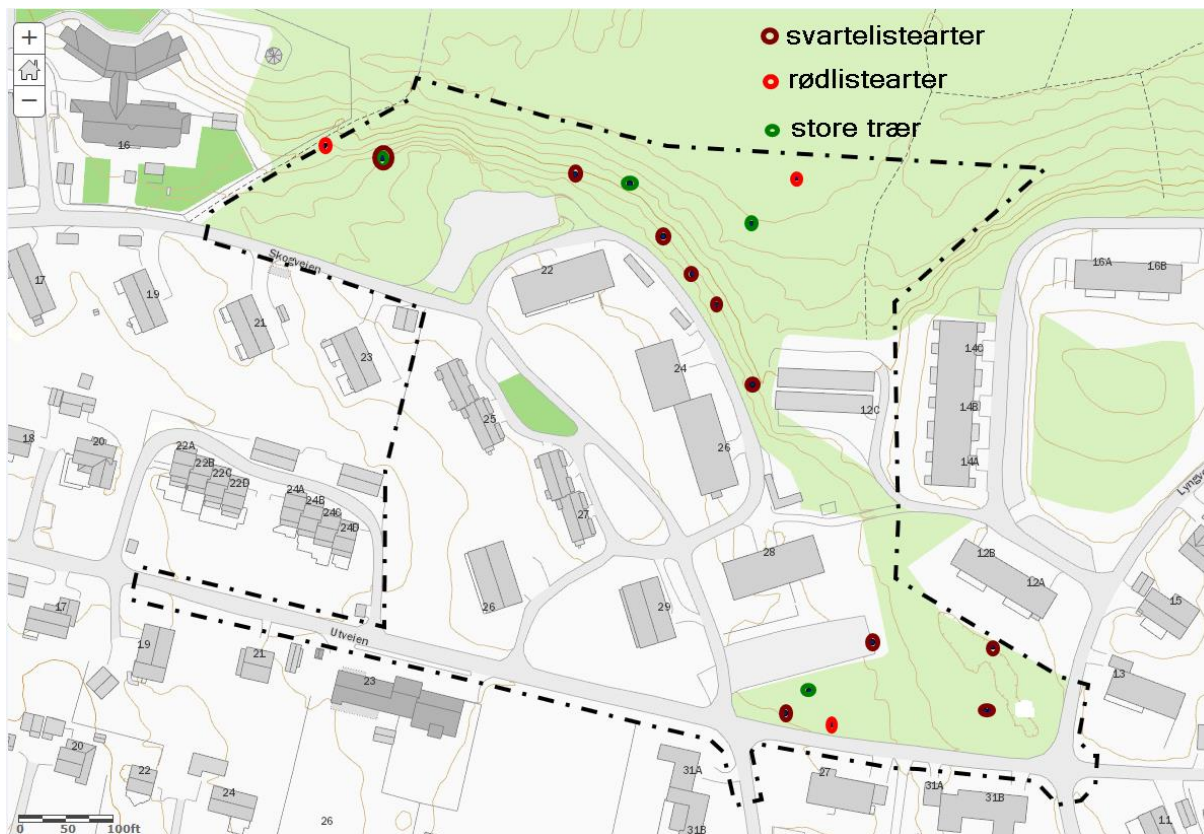 +
−
svartelistearter
rødlistearter
store trær
16
Skogveien
17
19
21
23
22
24
26
12C
16A
16B
14C
14B
14A
25
27
18
20
22A
22B
22C
22D
24A
24B
24C
24D
28
12B
12A
15
26
29
17
19
21
Utveien
23
13
20
22
24
26
31A
31B
27
31A
31B
11
0 50 100ft